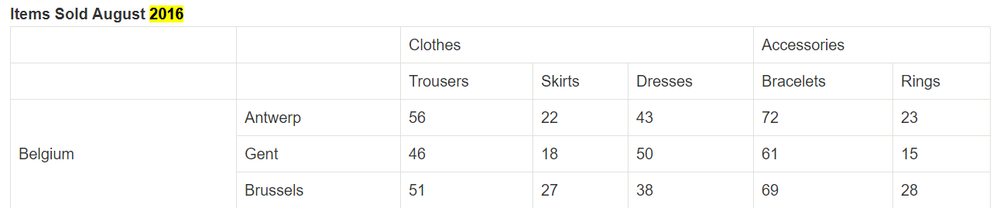 Items Sold August 2016
Clothes Accessories
Trousers Skirts Dresses Bracelets Rings
Antwerp 56 22 43 72 23
Belgium Gent 46 18 50 61 15
Brussels 51 27 38 69 28